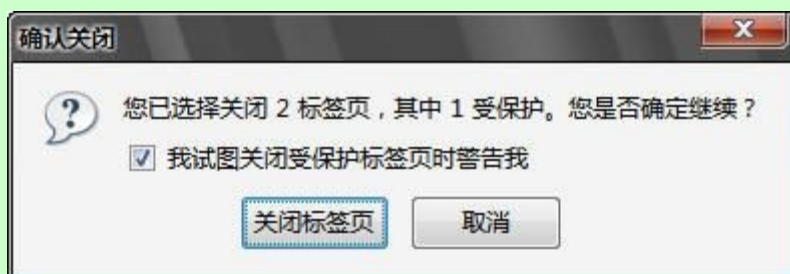 确认关闭
您已选择关闭 2 标签页，其中 1 受保护。您是否确定继续？
我试图关闭受保护标签页时警告我
关闭标签页 取消